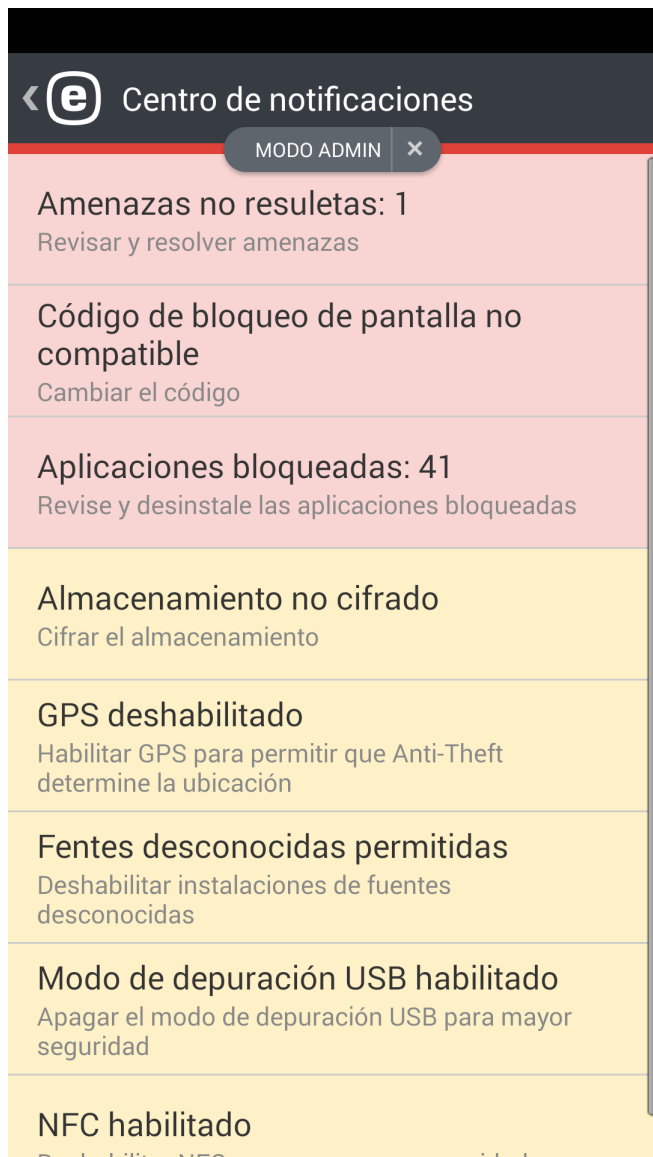 e Centro de notificaciones
MODO ADMIN ×
Amenazas no resuletas: 1
Revisar y resolver amenazas
Código de bloqueo de pantalla no
compatible
Cambiar el código
Aplicaciones bloqueadas: 41
Revise y desinstale las aplicaciones bloqueadas
Almacenamiento no cifrado
Cifrar el almacenamiento
GPS deshabilitado
Habilitar GPS para permitir que Anti-Theft
determine la ubicación
Fentes desconocidas permitidas
Deshabilitar instalaciones de fuentes
desconocidas
Modo de depuración USB habilitado
Apagar el modo de depuración USB para mayor
seguridad
NFC habilitado